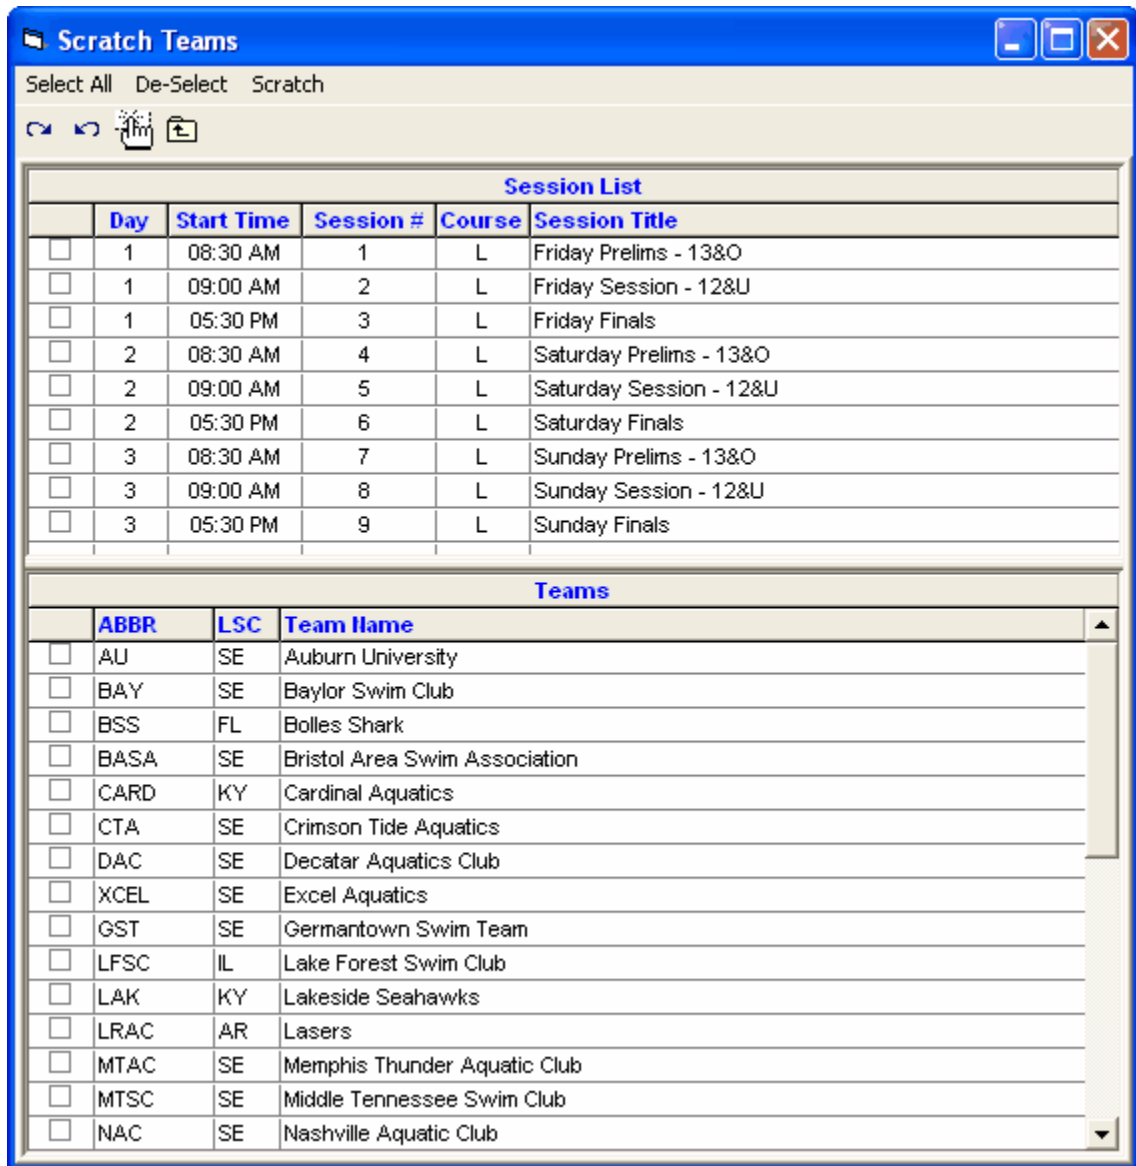 Scratch Teams
Select All De-Select Scratch
Session List
Day Start Time Session # Course Session Title
1 08:30 AM 1 L Friday Prelims - 13&O
1 09:00 AM 2 L Friday Session - 12&U
1 05:30 PM 3 L Friday Finals
2 08:30 AM 4 L Saturday Prelims - 13&O
2 09:00 AM 5 L Saturday Session - 12&U
2 05:30 PM 6 L Saturday Finals
3 08:30 AM 7 L Sunday Prelims - 13&O
3 09:00 AM 8 L Sunday Session - 12&U
3 05:30 PM 9 L Sunday Finals
Teams
ABBR LSC Team Name
AU SE Auburn University
BAY SE Baylor Swim Club
BSS FL Bolles Shark
BASA SE Bristol Area Swim Association
CARD KY Cardinal Aquatics
CTA SE Crimson Tide Aquatics
DAC SE Decatar Aquatics Club
XCEL SE Excel Aquatics
GST SE Germantown Swim Team
LFSC IL Lake Forest Swim Club
LAK KY Lakeside Seahawks
LRAC AR Lasers
MTAC SE Memphis Thunder Aquatic Club
MTSC SE Middle Tennessee Swim Club
NAC SE Nashville Aquatic Club